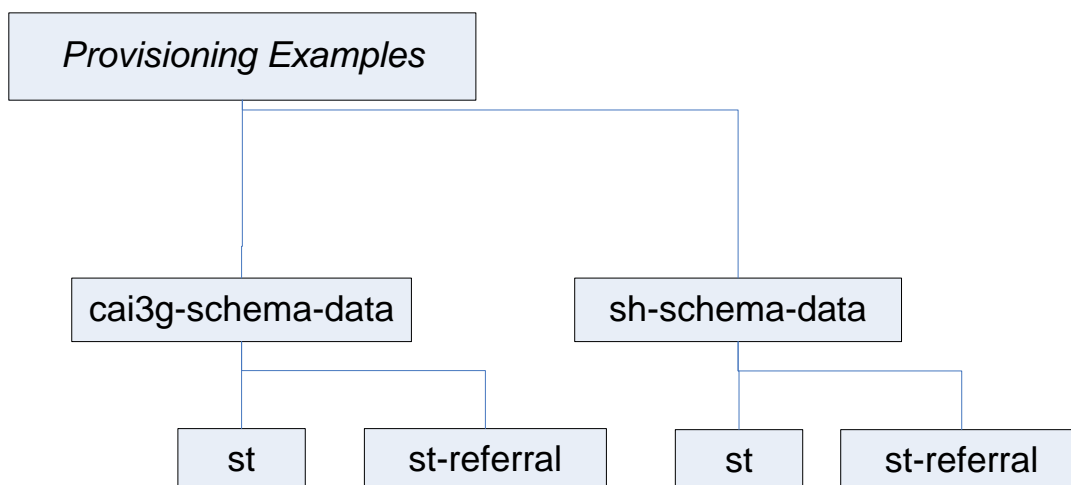 Provisioning Examples
cai3g-schema-data
sh-schema-data
st
st-referral
st
st-referral